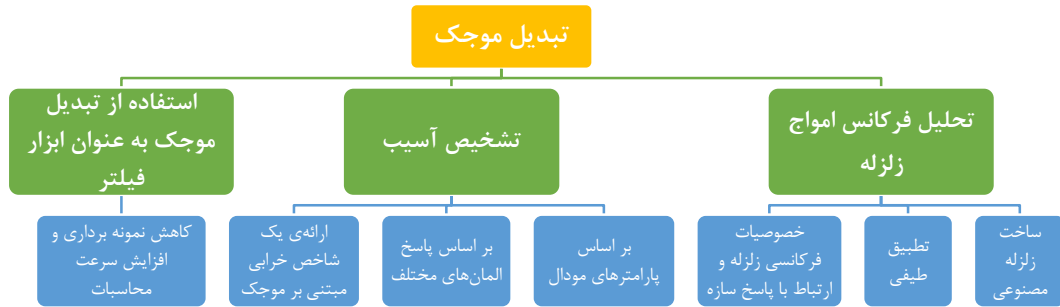 تبدیل موجک
تحلیل فرکانس امواج
زلزله
تشخیص آسیب
استفاده از تبدیل
موجک به عنوان ابزار
فیلتر
ساخت
زلزله
مصنوعی
تطبیق
طیفی
خصوصیات
فرکانسی زلزله و
ارتباط با پاسخ سازه
بر اساس
پارامترهای مودال
بر اساس پاسخ
المان‌های مختلف
ارائه‌ی یک
شاخص خرابی
مبتنی بر موجک
کاهش نمونه برداری و
افزایش سرعت
محاسبات